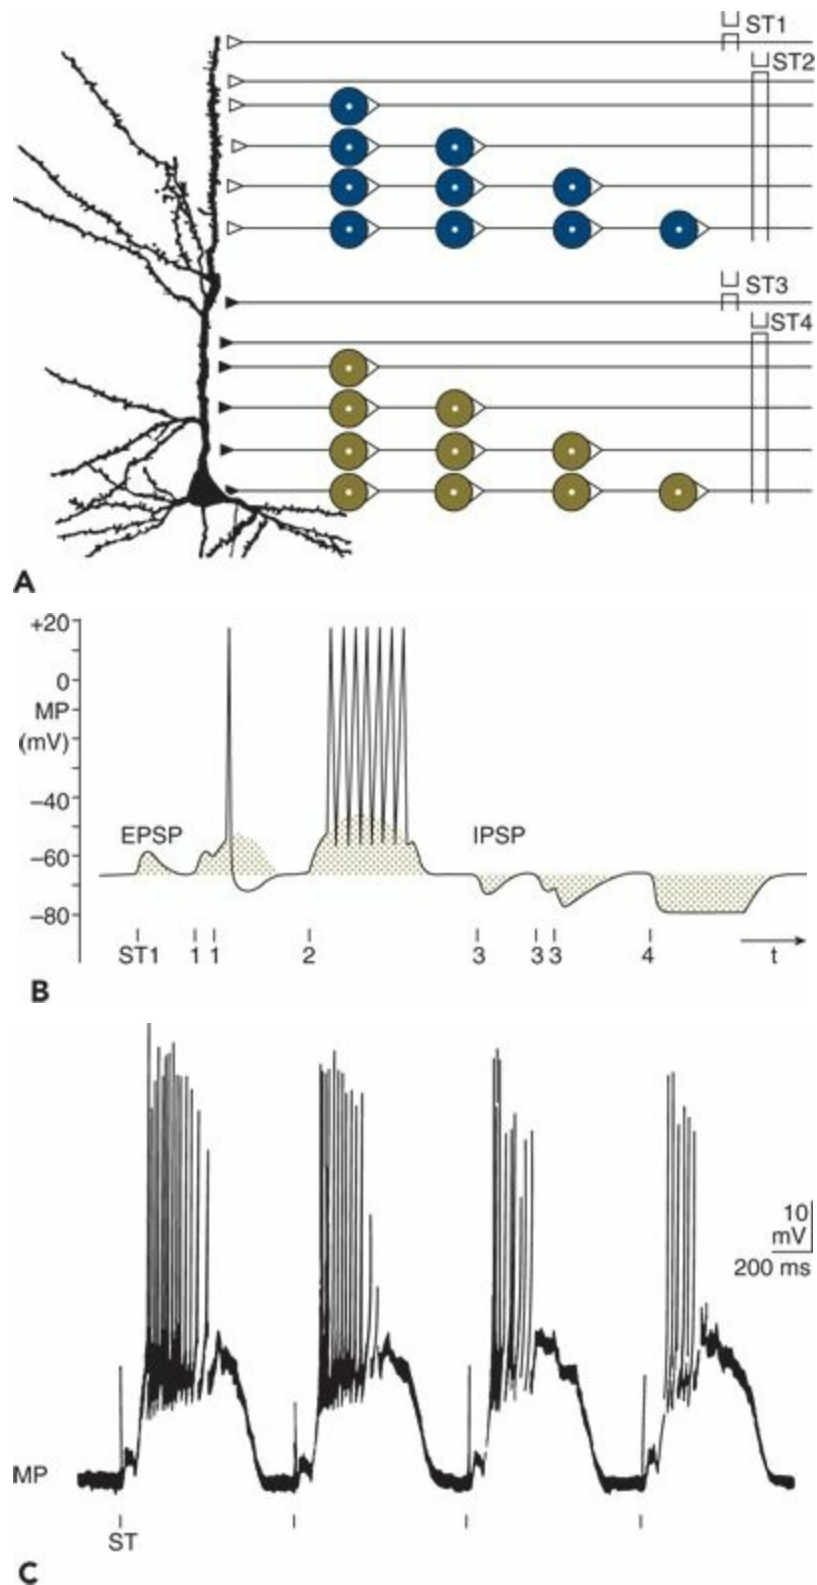 ST1
ST2
ST3
ST4
A
+20
0
MP
(mV)
−40
−60
−80
EPSP
IPSP
ST1 1 1 2 3 3 3 4 t
B
10
mV
200 ms
MP
ST
C